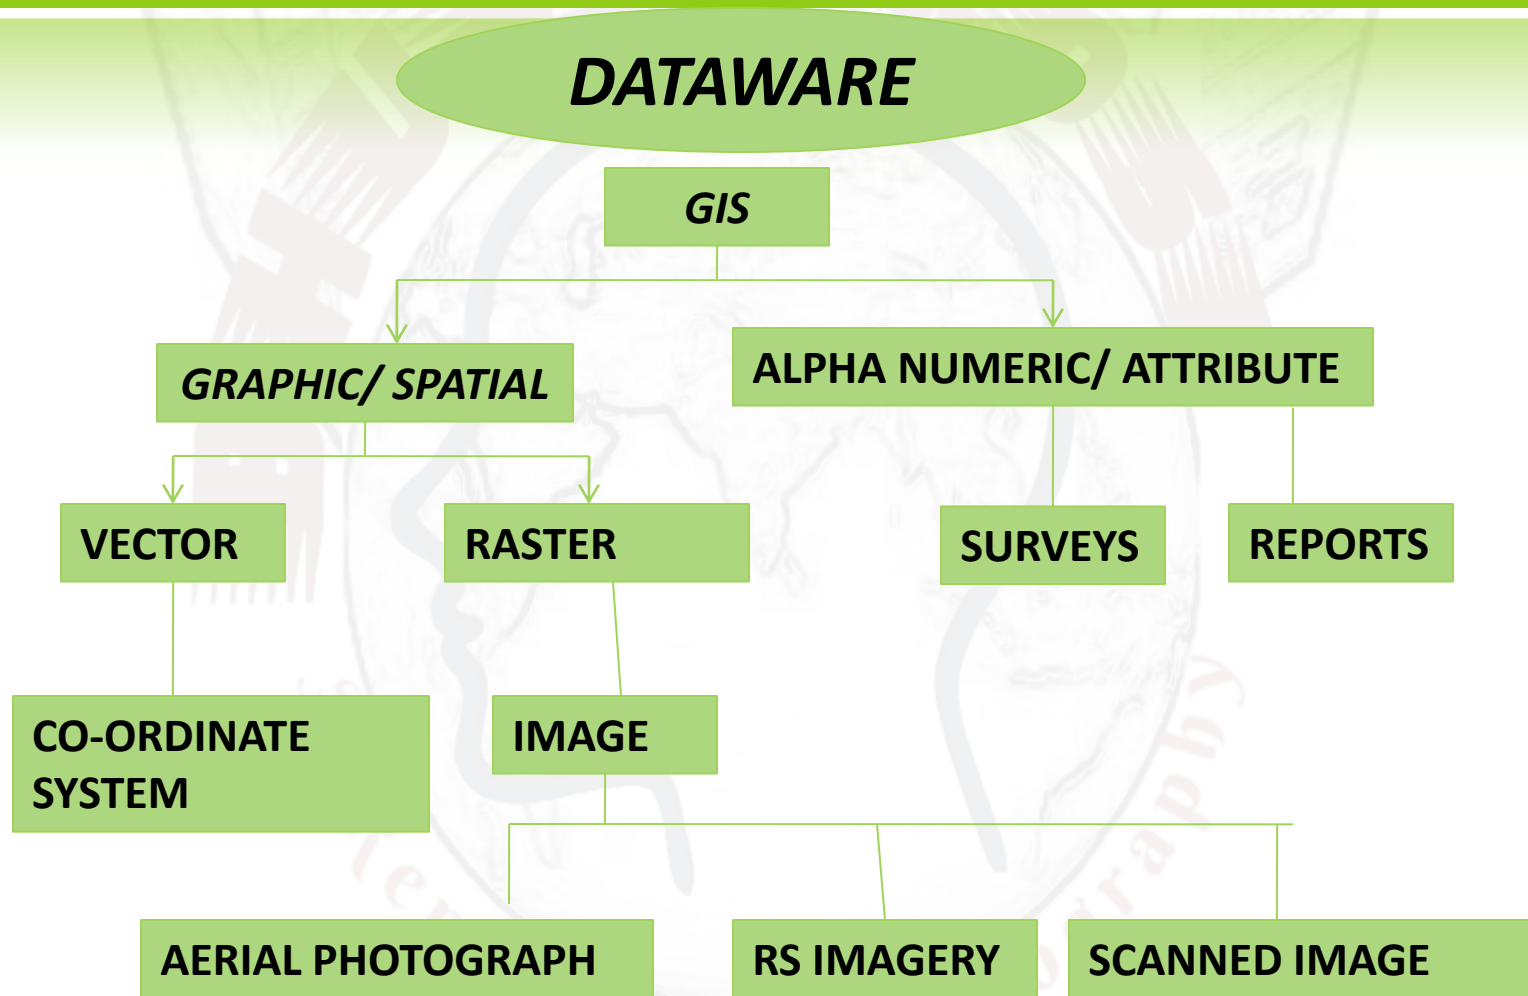 DATAWARE
GIS
GRAPHIC/ SPATIAL
ALPHA NUMERIC/ ATTRIBUTE
VECTOR
RASTER
SURVEYS
REPORTS
CO-ORDINATE
SYSTEM
IMAGE
AERIAL PHOTOGRAPH
RS IMAGERY
SCANNED IMAGE